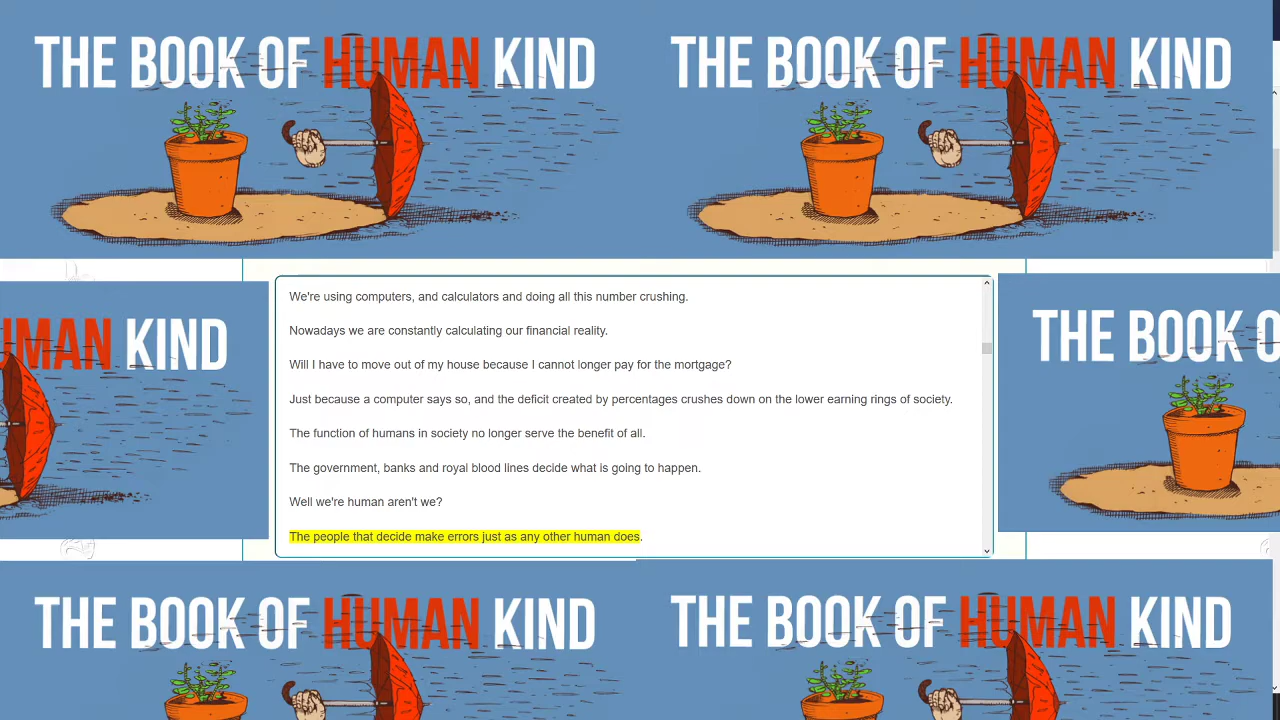 THE BOOK OF HUMAN KIND
THE BOOK OF HUMAN KIND
UMAN KIND
THE BOOK O
We're using computers, and calculators and doing all this number crushing.
Nowadays we are constantly calculating our financial reality.
Will I have to move out of my house because I cannot longer pay for the mortgage?
Just because a computer says so, and the deficit created by percentages crushes down on the lower earning rings of society.
The function of humans in society no longer serve the benefit of all.
The government, banks and royal blood lines decide what is going to happen.
Well we're human aren't we?
The people that decide make errors just as any other human does.
THE BOOK OF HUMAN KIND
THE BOOK OF HUMAN KIND